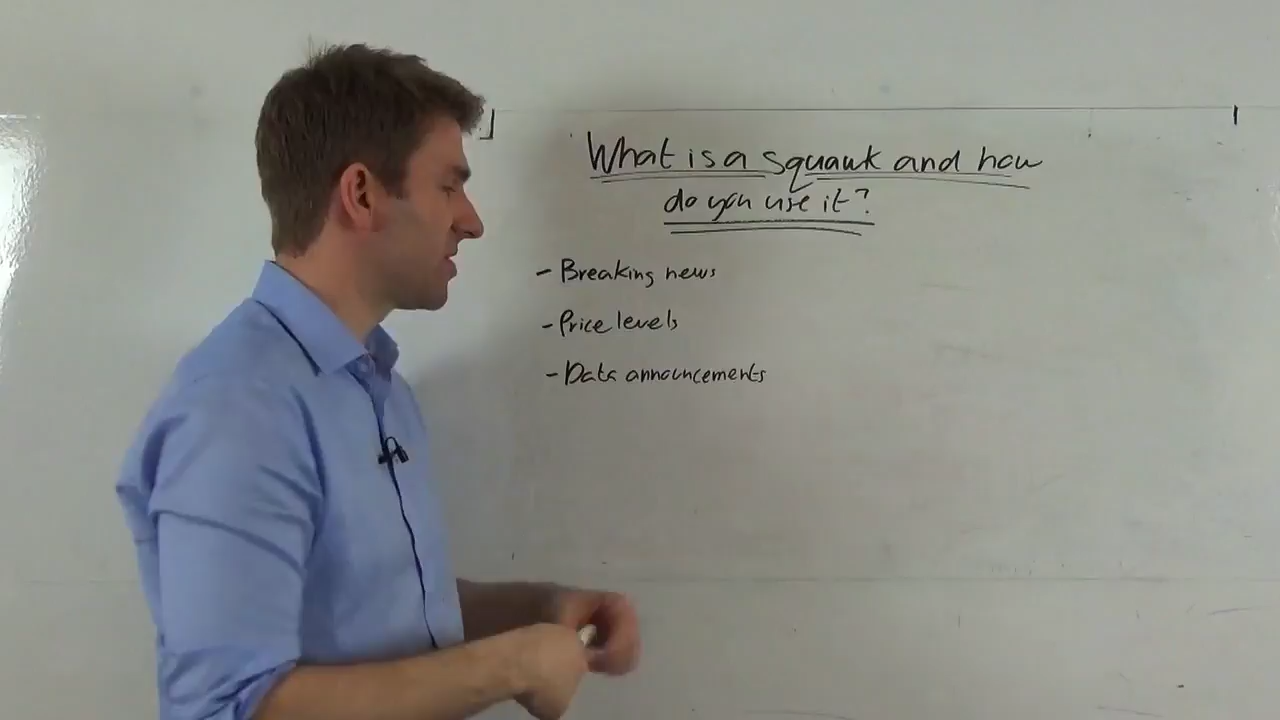 What is a squawk and how
do you use it?
- Breaking news
- Price levels
- Data announcements